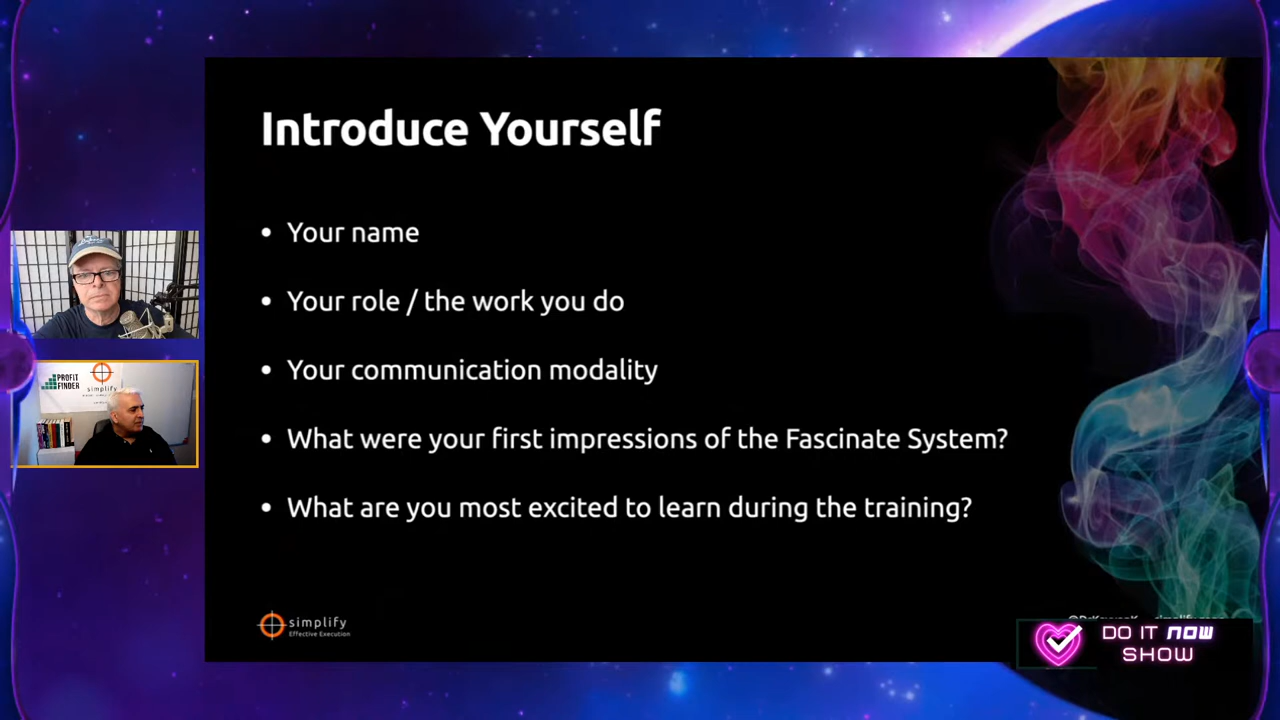 Introduce Yourself
• Your name
• Your role / the work you do
• Your communication modality
• What were your first impressions of the Fascinate System?
• What are you most excited to learn during the training?
PROFIT
FINDER
simplify
simplify
Effective Execution
DO IT NOW
SHOW